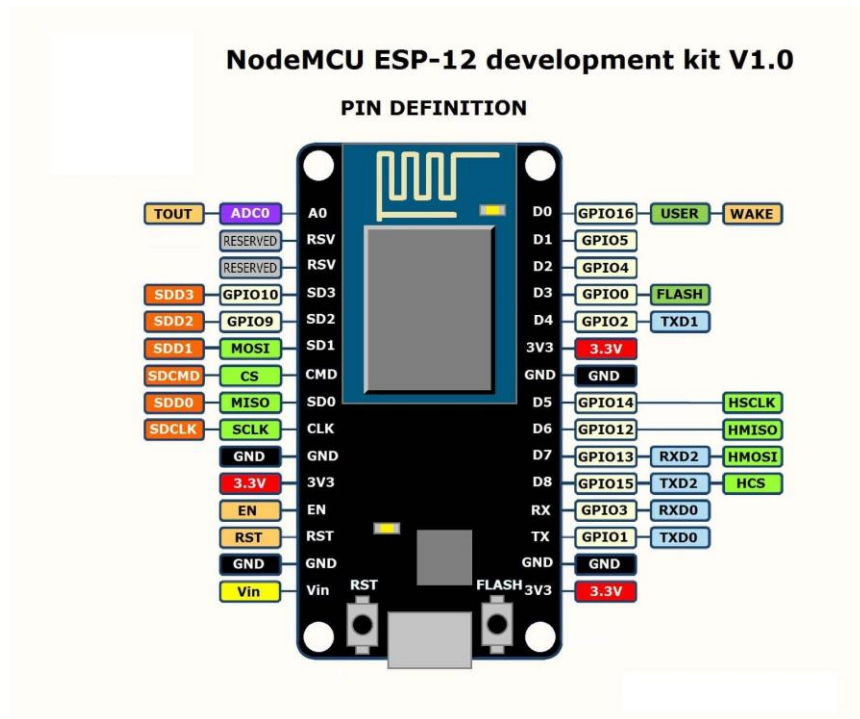 NodeMCU ESP-12 development kit V1.0
PIN DEFINITION
TOUT ADC0 A0 D0 GPIO16 USER WAKE
RESERVED RSV D1 GPIO5
RESERVED RSV D2 GPIO4
SDD3 GPIO10 SD3 D3 GPIO0 FLASH
SDD2 GPIO9 SD2 D4 GPIO2 TXD1
SDD1 MOSI SD1 3V3 3.3V
SDCMD CS CMD GND GND
SDD0 MISO SD0 D5 GPIO14 HSCLK
SDCLK SCLK CLK D6 GPIO12 HMISO
GND GND D7 GPIO13 RXD2 HMOSI
3.3V 3V3 D8 GPIO15 TXD2 HCS
EN EN RX GPIO3 RXD0
RST RST TX GPIO1 TXD0
GND GND GND GND
Vin Vin RST FLASH 3V3 3.3V